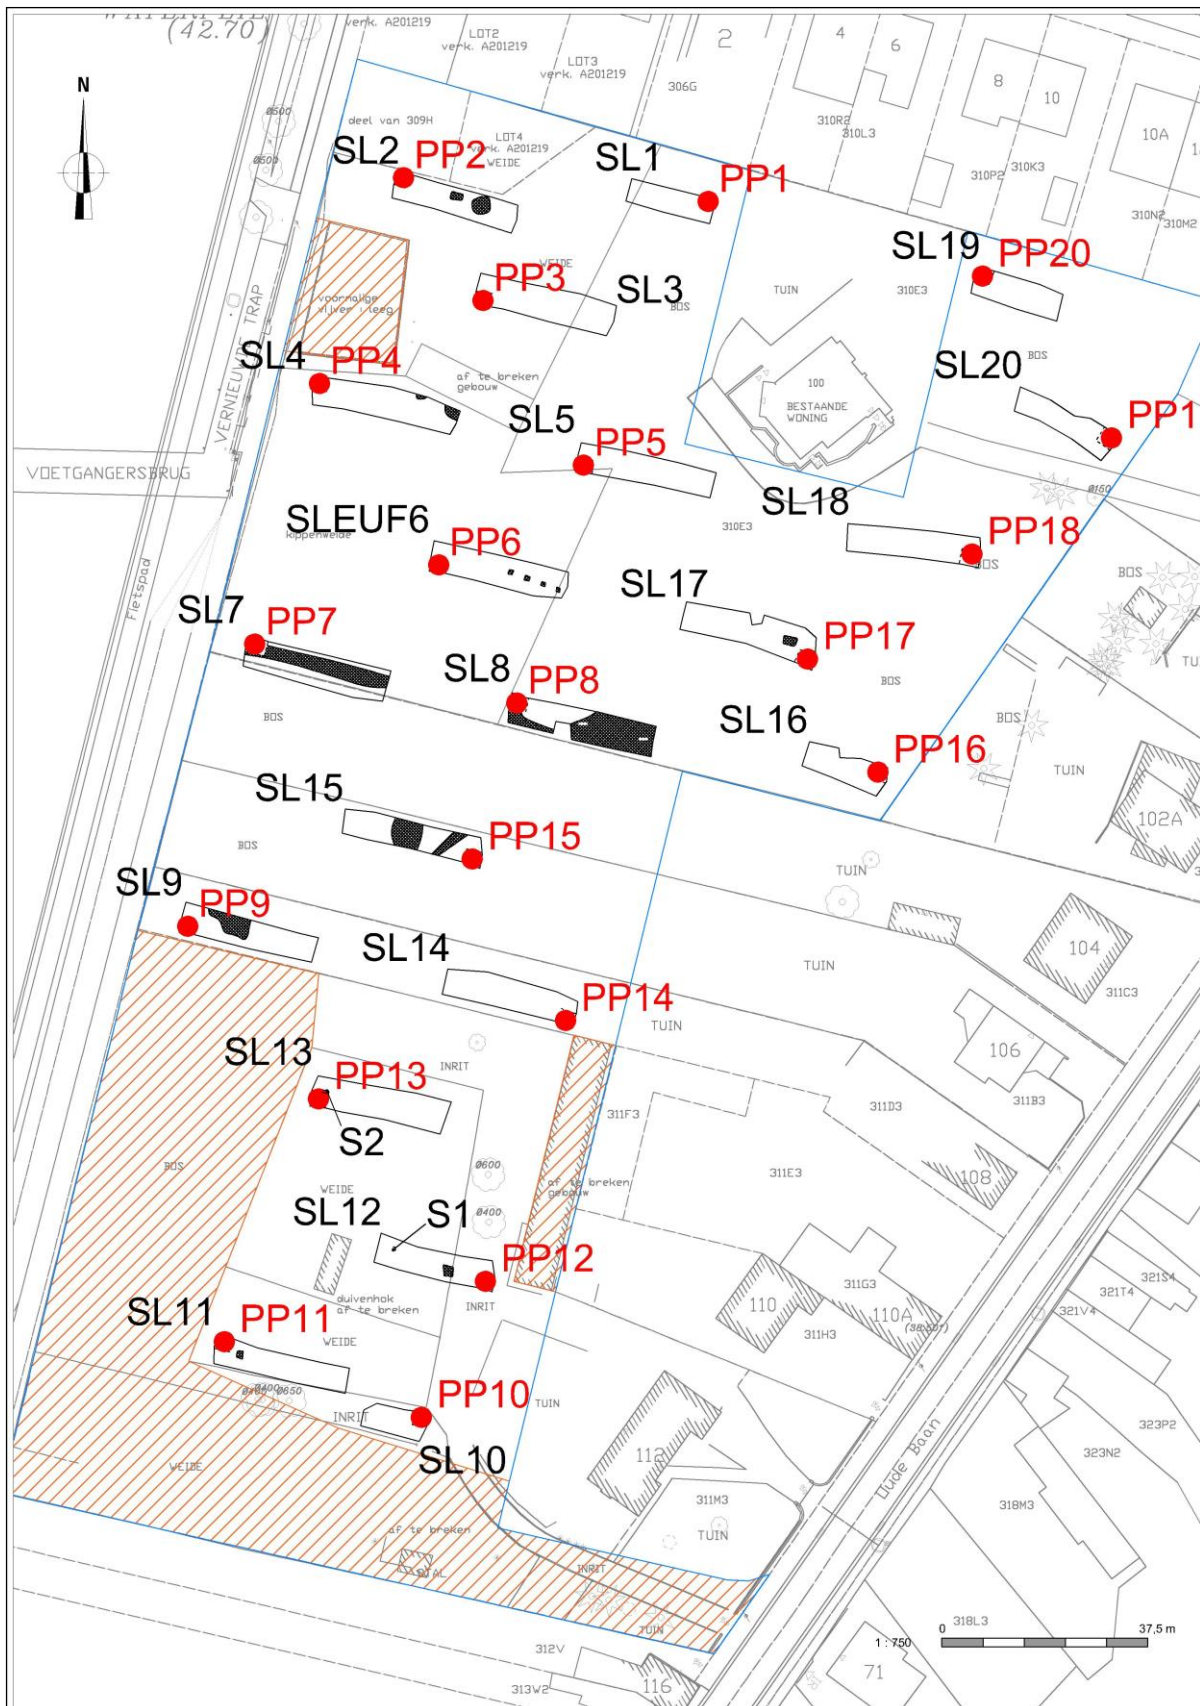 (42.70)
N
LOT2
verk. A201219
verk. A201219
LOT3
verk. A201219
306G
2
4
6
8
10
10A
310R2
310L3
310P2
310K3
310N2
310M2
Ø500
Ø500
deel van 309H
LOT4
verk. A201219
WEIDE
SL2
PP2
SL1
PP1
SL19
PP20
WEIDE
PP3
SL3
BOS
TUIN
310E3
BOS
voormalige
vijver : leeg
VERNIEUWDE TRAP
SL4
PP4
af te breken
gebouw
100
BESTAANDE
WONING
SL20
PP1
SL5
PP5
VOETGANGERSBRUG
Ø150
SLEUF6
kippenweide
PP6
310E3
SL18
PP18
BOS
BOS
Fietspad
SL7
PP7
SL17
PP17
SL8
PP8
BOS
BOS
BOS
SL16
PP16
TUIN
102A
SL15
PP15
BOS
TUIN
SL9
PP9
104
SL14
TUIN
311C3
PP14
TUIN
106
SL13
PP13
INRIT
S2
311F3
311D3
311B3
BOS
Ø600
af te breken
gebouw
311E3
108
WEIDE
Ø400
SL12
S1
PP12
321S4
321T4
321V4
duivenhok
af te breken
INRIT
110
311G3
110A
311H3
SL11
PP11
WEIDE
Ø650
INRIT
PP10
TUIN
SL10
WEIDE
112
Oude Baan
323P2
323N2
318M3
311M3
TUIN
af te breken
STAL
INRIT
TUIN
312V
313W2
116
71
318L3
1 : 750
0
37,5 m